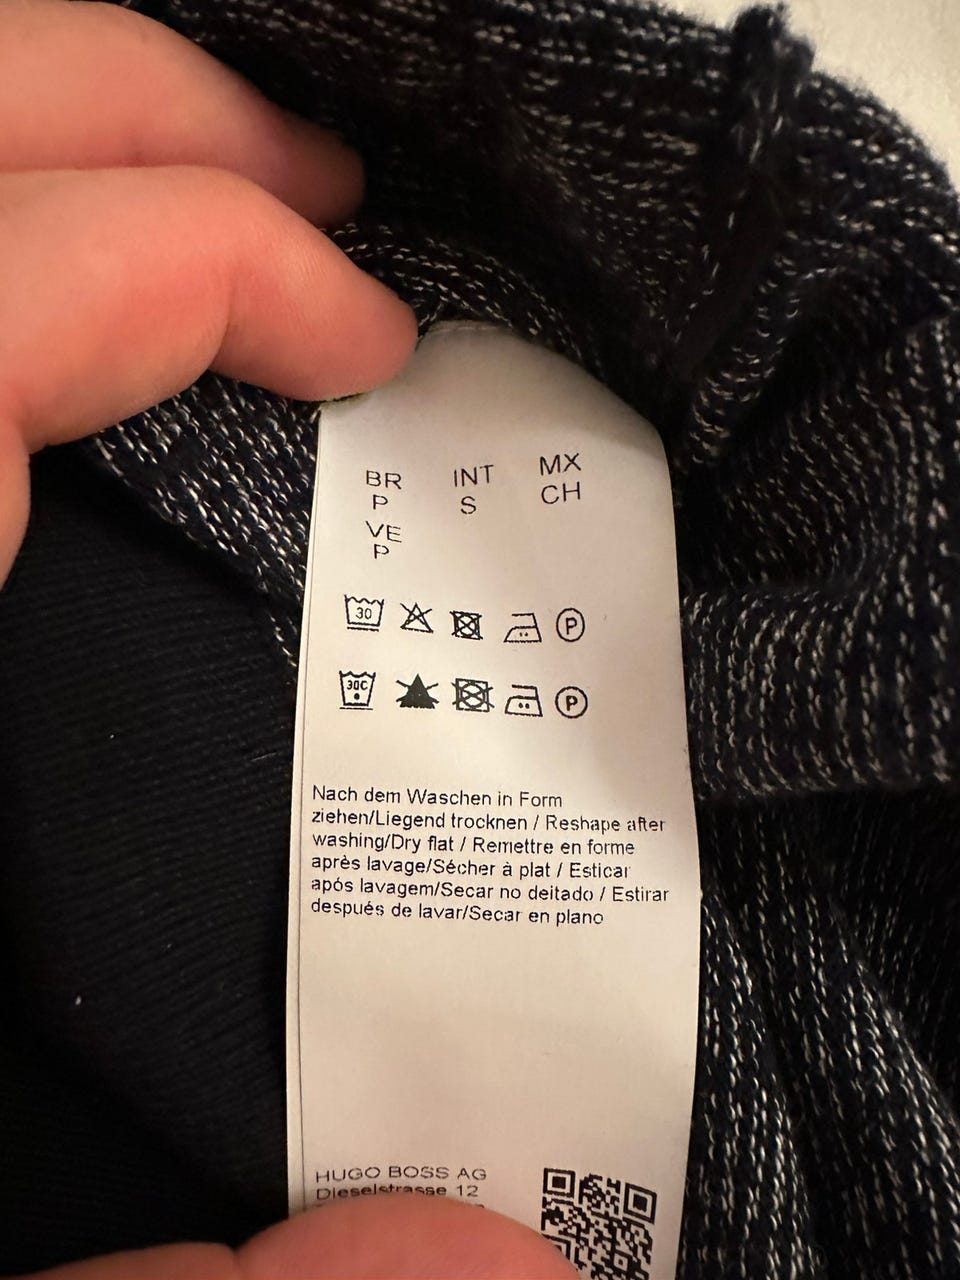 BR INT MX
P S CH
VE
P
30 P
30C P
Nach dem Waschen in Form
ziehen/Liegend trocknen / Reshape after
washing/Dry flat / Remettre en forme
après lavage/Sécher à plat / Esticar
após lavagem/Secar no deitado / Estirar
después de lavar/Secar en plano
HUGO BOSS AG
Dieselstrasse 12